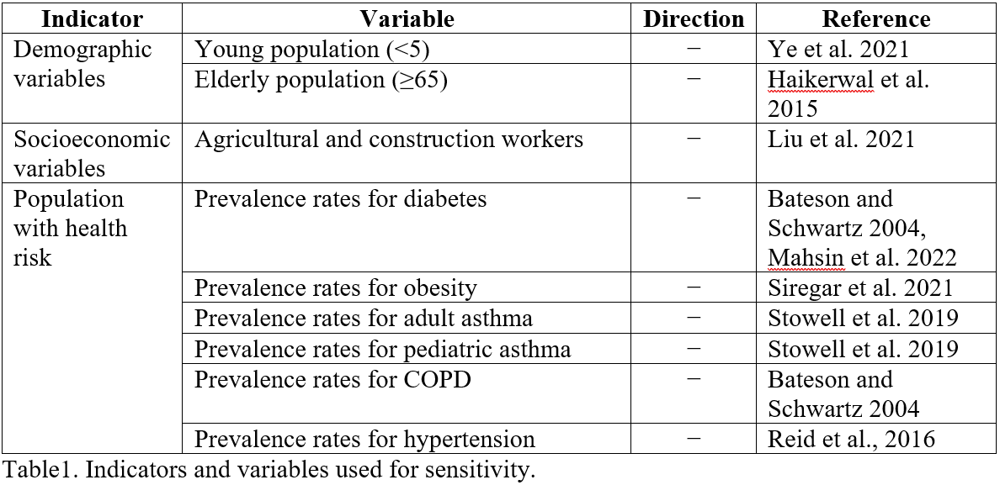 Indicator Variable Direction Reference
Demographic variables Young population (<5) – Ye et al. 2021
Elderly population (≥65) – Haikerwal et al. 2015
Socioeconomic variables Agricultural and construction workers – Liu et al. 2021
Population with health risk Prevalence rates for diabetes – Bateson and Schwartz 2004, Mahsin et al. 2022
Prevalence rates for obesity – Siregar et al. 2021
Prevalence rates for adult asthma – Stowell et al. 2019
Prevalence rates for pediatric asthma – Stowell et al. 2019
Prevalence rates for COPD – Bateson and Schwartz 2004
Prevalence rates for hypertension – Reid et al., 2016
Table1. Indicators and variables used for sensitivity.